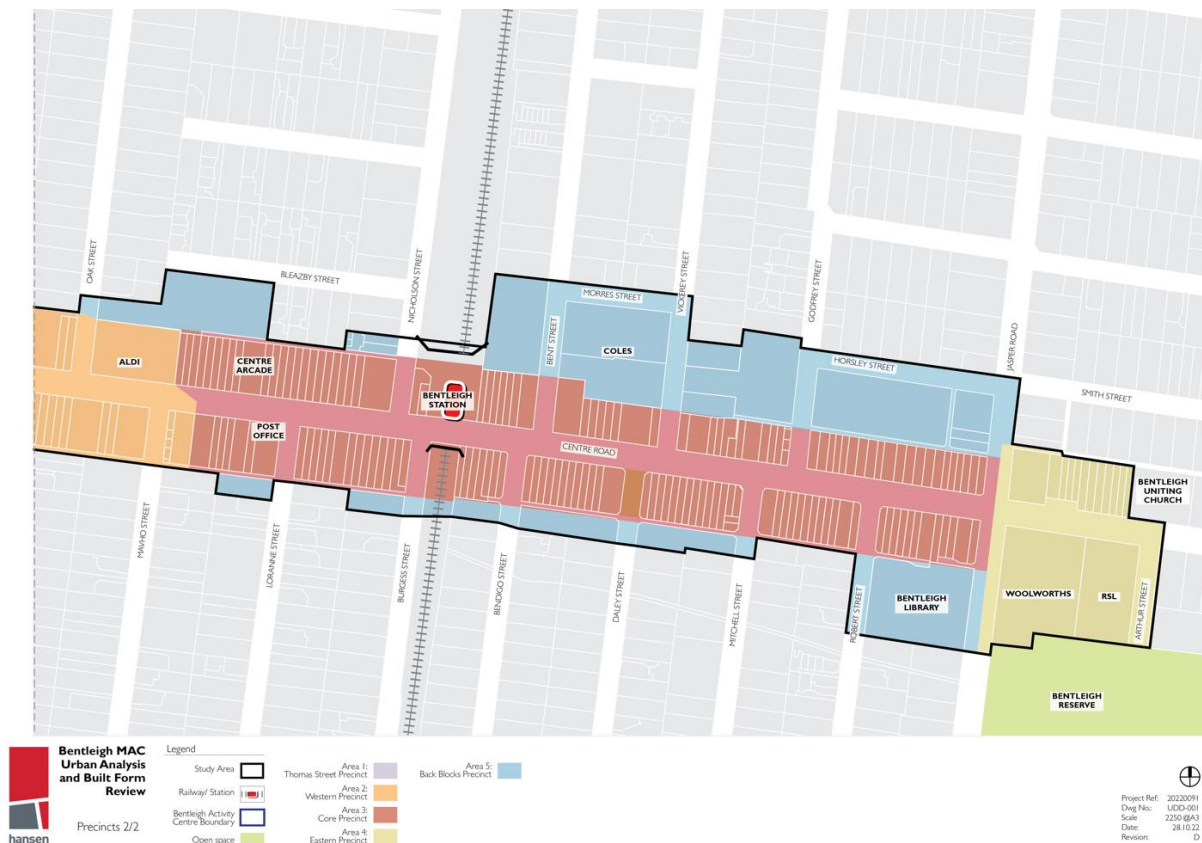 OAK STREET
BLEAZBY STREET
NICHOLSON STREET
MORRES STREET
VICKEREY STREET
GODFREY STREET
BENT STREET
COLES
HORSLEY STREET
JASPER ROAD
SMITH STREET
ALDI
CENTRE
ARCADE
BENTLEIGH
STATION
POST
OFFICE
CENTRE ROAD
BENTLEIGH
UNITING
CHURCH
MAVHO STREET
LORANNE STREET
BURGESS STREET
BENDIGO STREET
DALEY STREET
MITCHELL STREET
ROBERT STREET
BENTLEIGH
LIBRARY
WOOLWORTHS
RSL
ARTHUR STREET
BENTLEIGH
RESERVE
hansen
Bentleigh MAC
Urban Analysis
and Built Form
Review
Precincts 2/2
Legend
Study Area
Railway/ Station
Bentleigh Activity
Centre Boundary
Open space
Area 1:
Thomas Street Precinct
Area 2:
Western Precinct
Area 3:
Core Precinct
Area 4:
Eastern Precinct
Area 5:
Back Blocks Precinct
Project Ref: 20220091
Dwg No.: UDD-001
Scale 2250 @A3
Date: 28.10.22
Revision: D